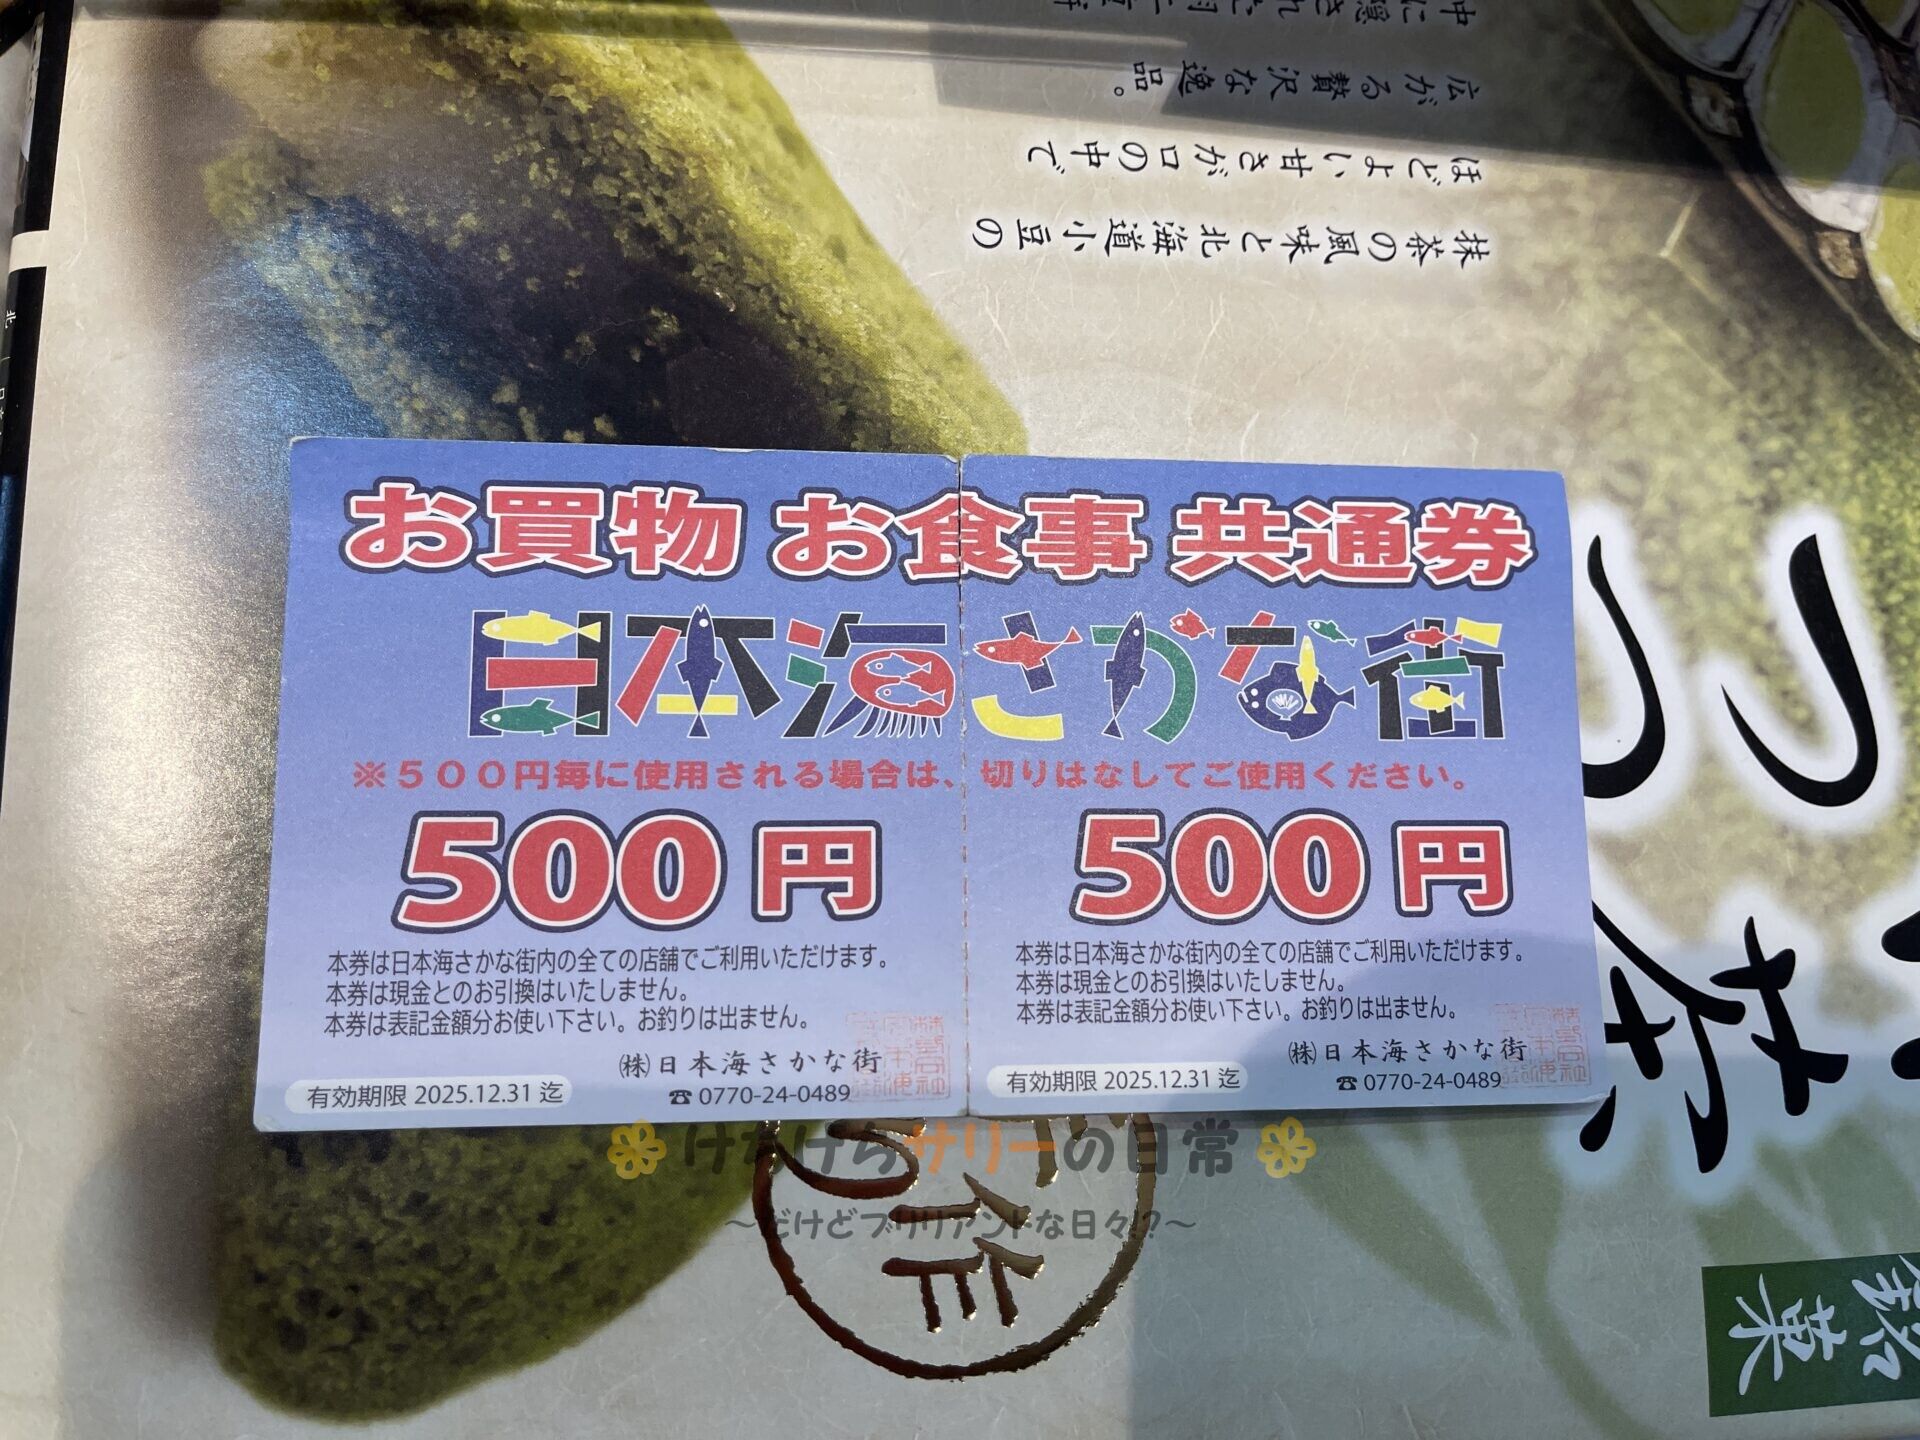 お買物 お食事 共通券
日本海さかな街
※500円毎に使用される場合は、切りはなしてご使用ください。
500円
本券は日本海さかな街内の全ての店舗でご利用いただけます。
本券は現金とのお引換はいたしません。
本券は表記金額分お使い下さい。お釣りは出ません。
㈱日本海さかな街
有効期限 2025.12.31 迄
☎ 0770-24-0489
500円
本券は日本海さかな街内の全ての店舗でご利用いただけます。
本券は現金とのお引換はいたしません。
本券は表記金額分お使い下さい。お釣りは出ません。
㈱日本海さかな街
有効期限 2025.12.31 迄
☎ 0770-24-0489
抹茶の風味と北海道小豆の
ほどよい甘さが口の中で
広がる贅沢な逸品。
銘菓
けらけらサリーの日常
～だけどブリリアントな日々!?～